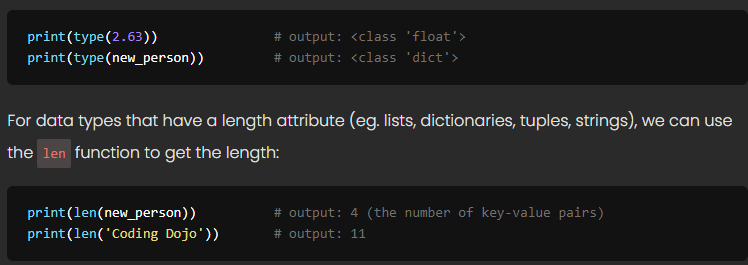 print(type(2.63))               # output: <class 'float'>
print(type(new_person))         # output: <class 'dict'>
For data types that have a length attribute (eg. lists, dictionaries, tuples, strings), we can use
the len function to get the length:
print(len(new_person))          # output: 4 (the number of key-value pairs)
print(len('Coding Dojo'))       # output: 11